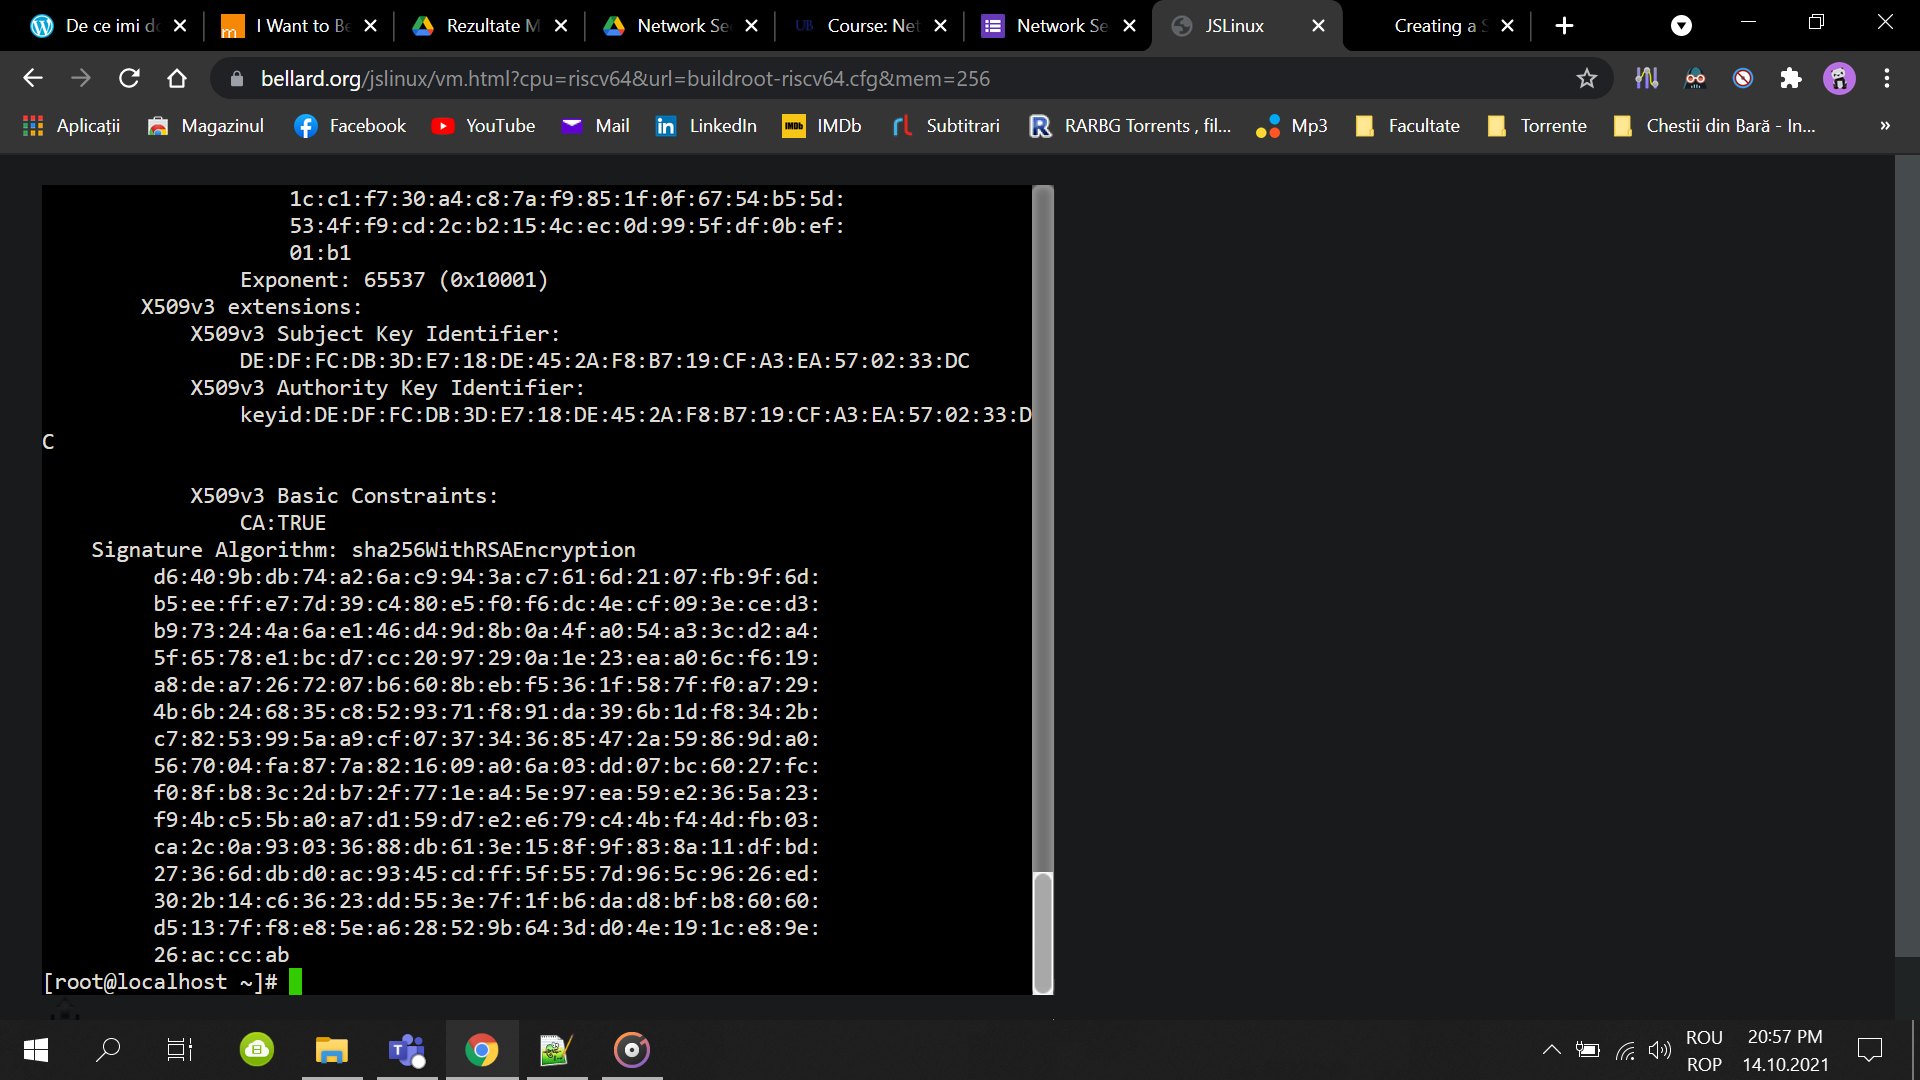 De ce imi d
I Want to Be
Rezultate M
Network Se
Course: Net
Network Se
JSLinux
Creating a S
bellard.org/jslinux/vm.html?cpu=riscv64&url=buildroot-riscv64.cfg&mem=256
Aplicații
Magazinul
Facebook
YouTube
Mail
LinkedIn
IMDb
Subtitrari
RARBG Torrents , fil...
Mp3
Facultate
Torrente
Chestii din Bară - In...
»
1c:c1:f7:30:a4:c8:7a:f9:85:1f:0f:67:54:b5:5d:
53:4f:f9:cd:2c:b2:15:4c:ec:0d:99:5f:df:0b:ef:
01:b1
Exponent: 65537 (0x10001)
X509v3 extensions:
X509v3 Subject Key Identifier:
DE:DF:FC:DB:3D:E7:18:DE:45:2A:F8:B7:19:CF:A3:EA:57:02:33:DC
X509v3 Authority Key Identifier:
keyid:DE:DF:FC:DB:3D:E7:18:DE:45:2A:F8:B7:19:CF:A3:EA:57:02:33:D
C
X509v3 Basic Constraints:
CA:TRUE
Signature Algorithm: sha256WithRSAEncryption
d6:40:9b:db:74:a2:6a:c9:94:3a:c7:61:6d:21:07:fb:9f:6d:
b5:ee:ff:e7:7d:39:c4:80:e5:f0:f6:dc:4e:cf:09:3e:ce:d3:
b9:73:24:4a:6a:e1:46:d4:9d:8b:0a:4f:a0:54:a3:3c:d2:a4:
5f:65:78:e1:bc:d7:cc:20:97:29:0a:1e:23:ea:a0:6c:f6:19:
a8:de:a7:26:72:07:b6:60:8b:eb:f5:36:1f:58:7f:f0:a7:29:
4b:6b:24:68:35:c8:52:93:71:f8:91:da:39:6b:1d:f8:34:2b:
c7:82:53:99:5a:a9:cf:07:37:34:36:85:47:2a:59:86:9d:a0:
56:70:04:fa:87:7a:82:16:09:a0:6a:03:dd:07:bc:60:27:fc:
f0:8f:b8:3c:2d:b7:2f:77:1e:a4:5e:97:ea:59:e2:36:5a:23:
f9:4b:c5:5b:a0:a7:d1:59:d7:e2:e6:79:c4:4b:f4:4d:fb:03:
ca:2c:0a:93:03:36:88:db:61:3e:15:8f:9f:83:8a:11:df:bd:
27:36:6d:db:d0:ac:93:45:cd:ff:5f:55:7d:96:5c:96:26:ed:
30:2b:14:c6:36:23:dd:55:3e:7f:1f:b6:da:d8:bf:b8:60:60:
d5:13:7f:f8:e8:5e:a6:28:52:9b:64:3d:d0:4e:19:1c:e8:9e:
26:ac:cc:ab
[root@localhost ~]#
ROU
ROP
20:57 PM
14.10.2021